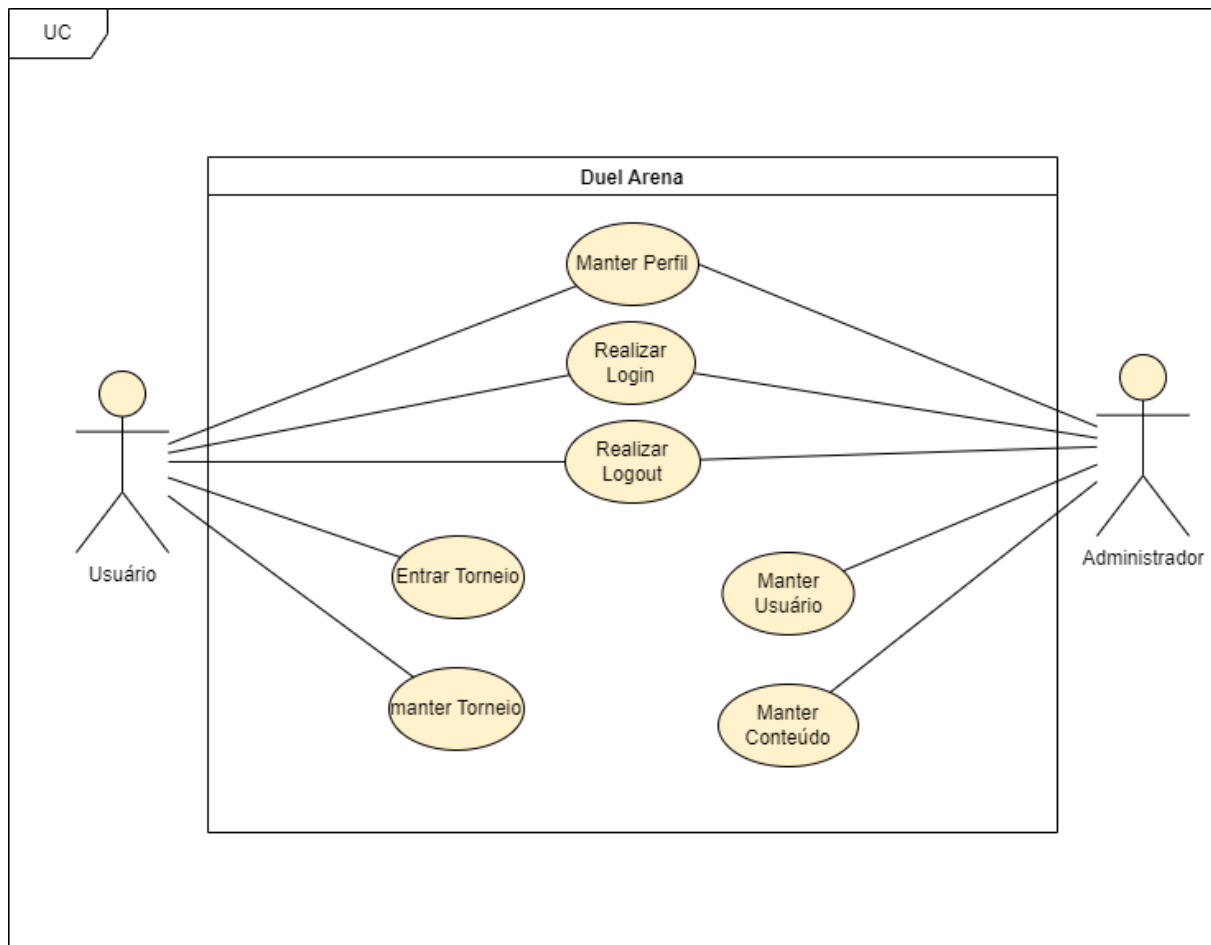 UC
Duel Arena
Manter Perfil
Realizar
Login
Realizar
Logout
Usuário
Administrador
Entrar Torneio
Manter
Usuário
manter Torneio
Manter
Conteúdo